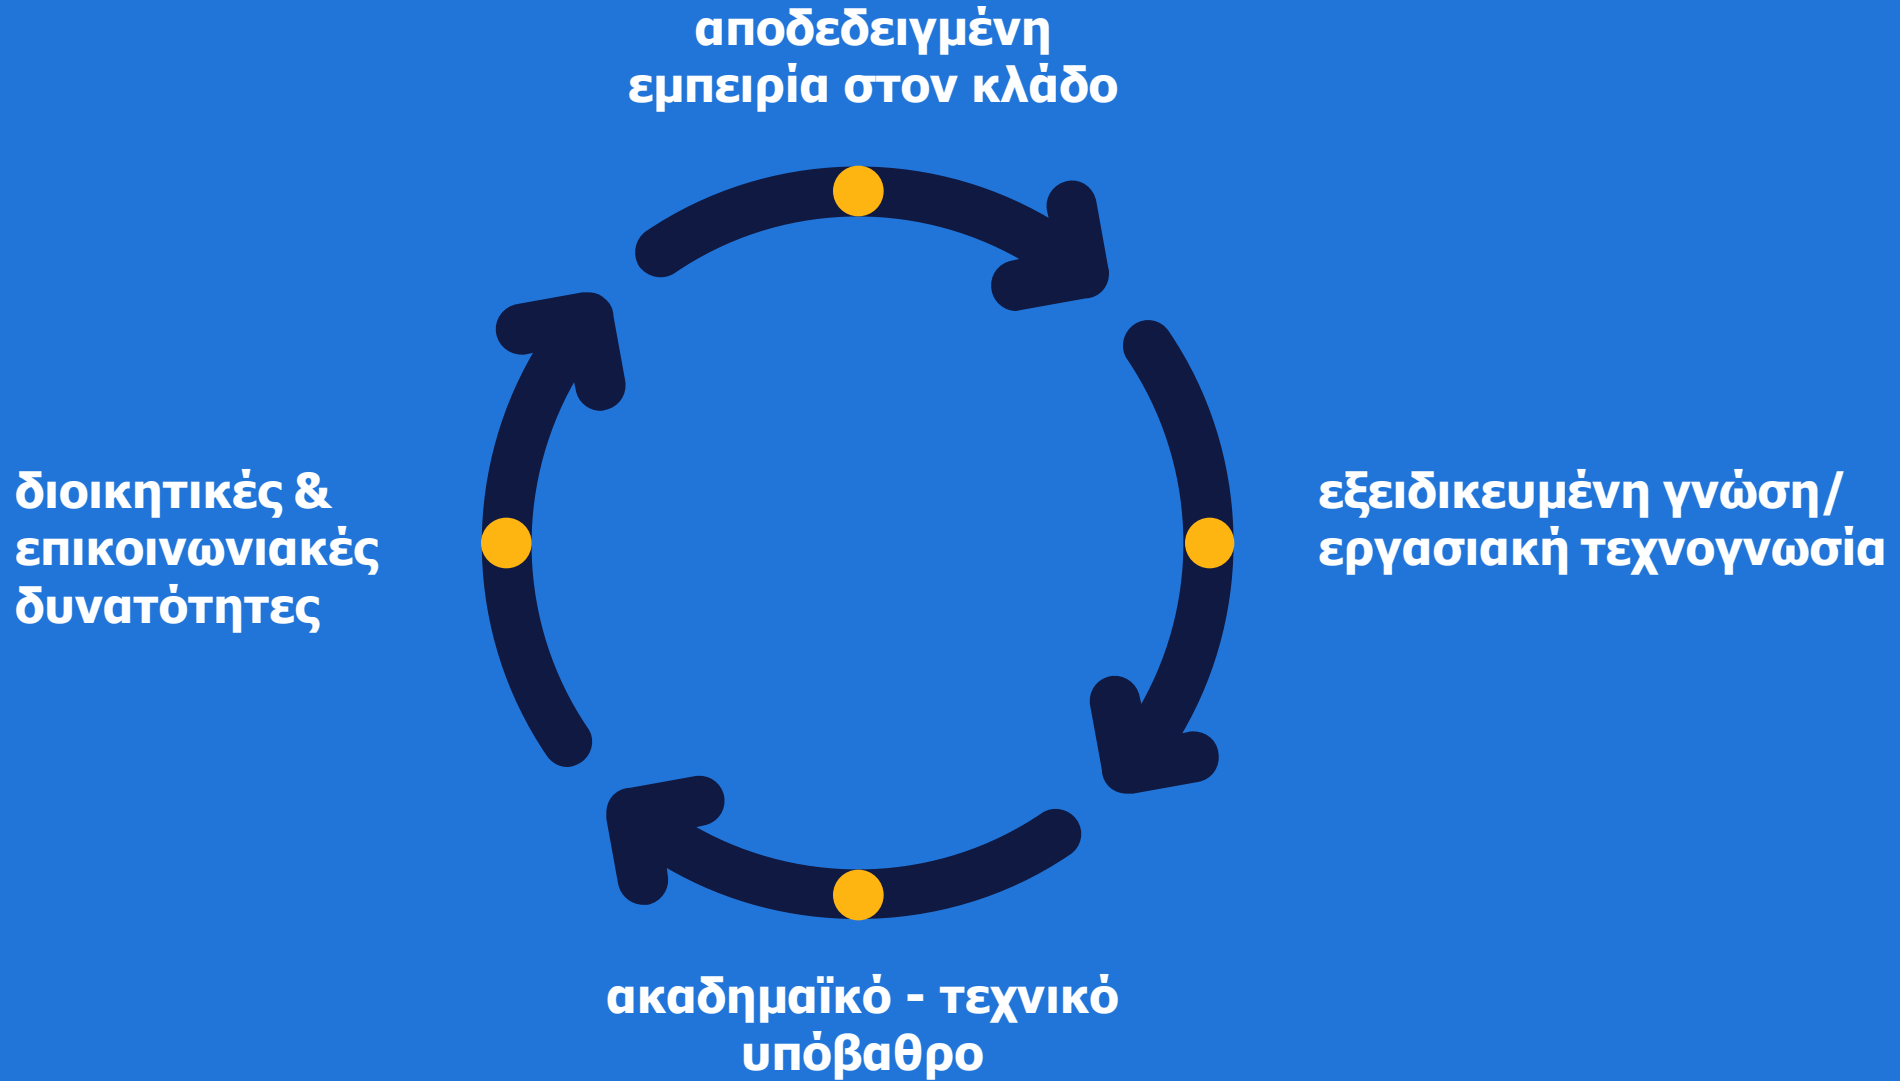 αποδεδειγμένη
εμπειρία στον κλάδο
διοικητικές &
επικοινωνιακές
δυνατότητες
εξειδικευμένη γνώση/
εργασιακή τεχνογνωσία
ακαδημαϊκό - τεχνικό
υπόβαθρο